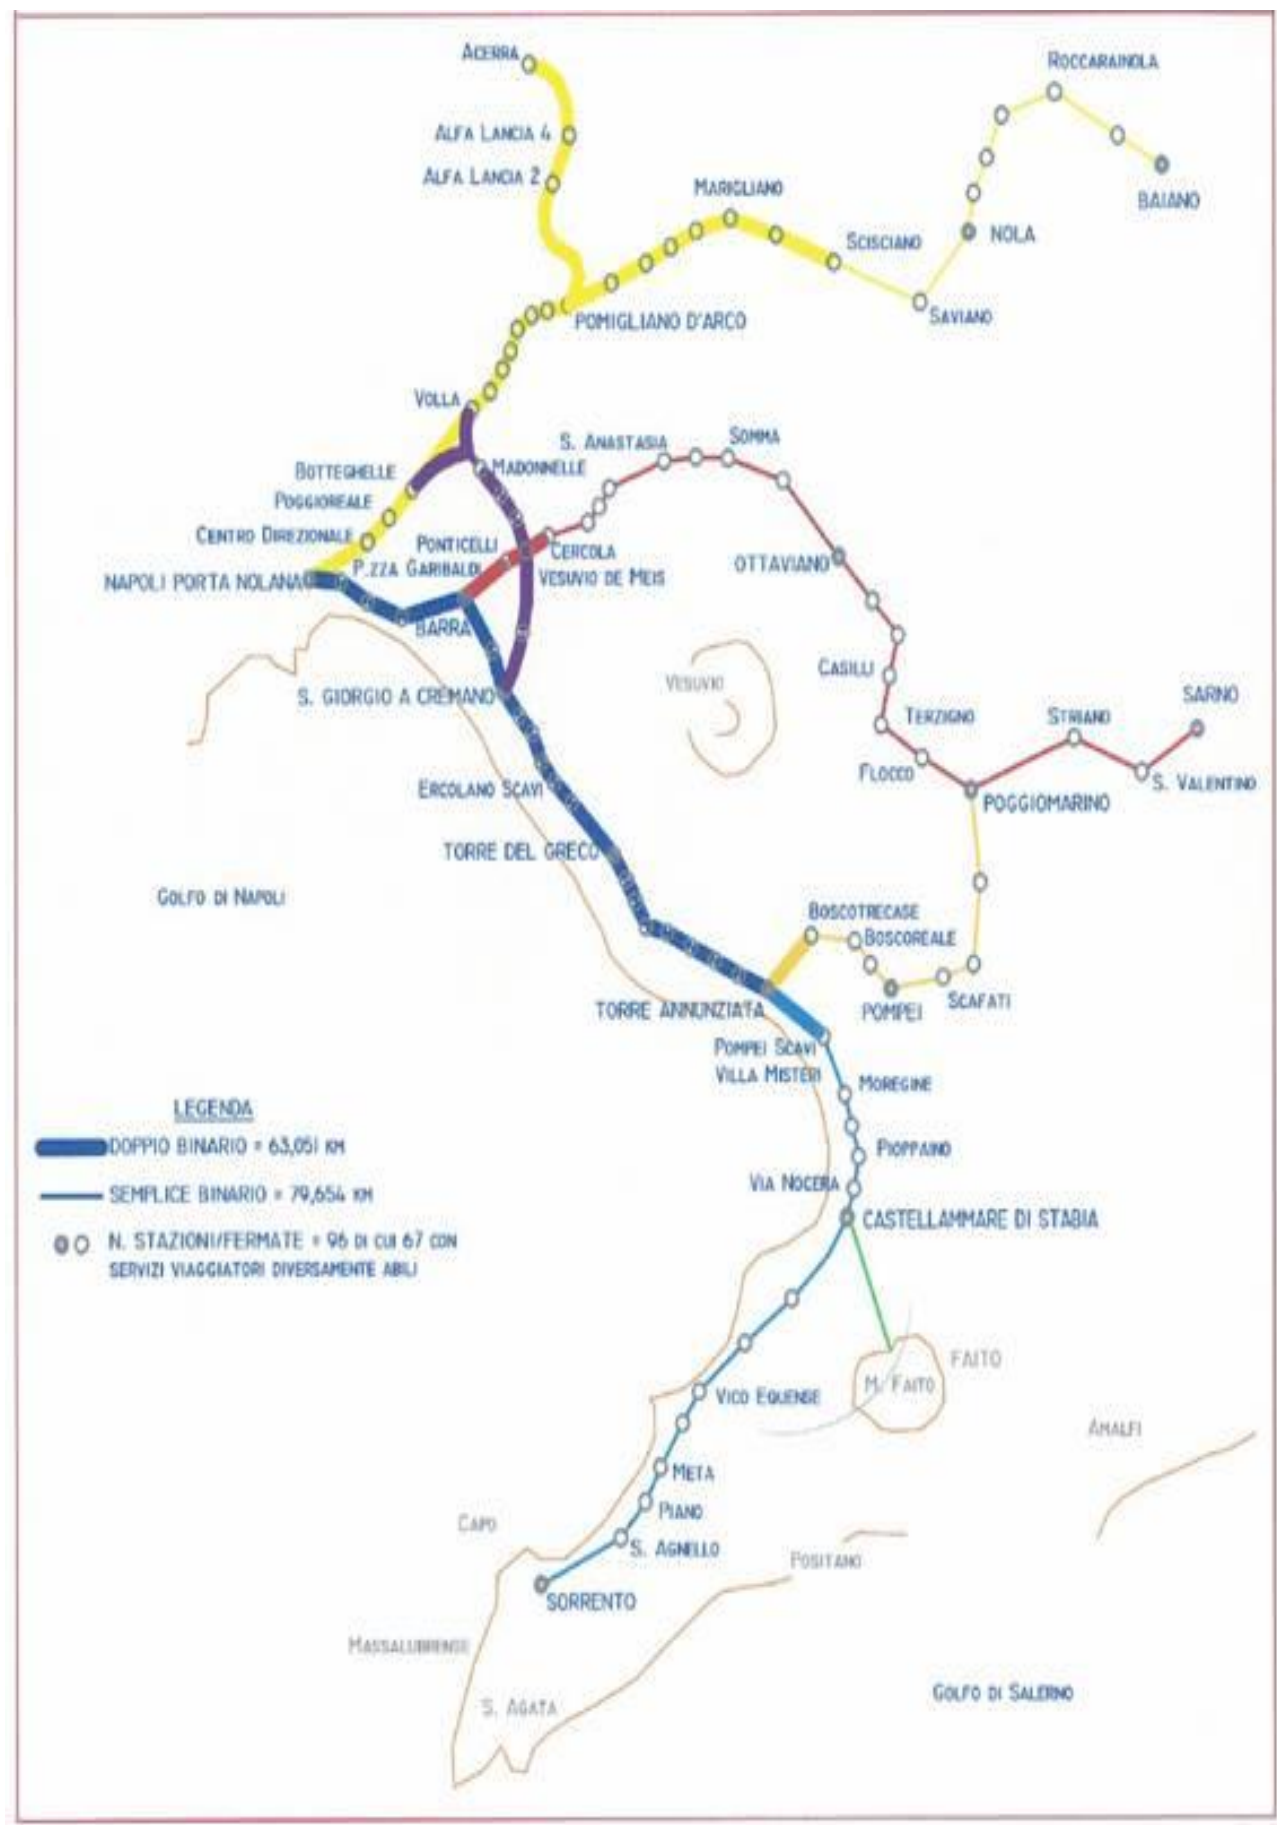 ACERRA
ROCCARAINOLA
ALFA LANCIA 4
ALFA LANCIA 2
MARIGLIANO
BAIANO
SCISCIANO
NOLA
SAVIANO
POMIGLIANO D'ARCO
VOLLA
S. ANASTASIA
SOMMA
BOTTEGHELLE
MADONNELLE
POGGIOREALE
CENTRO DIREZIONALE
PONTICELLI
CERCOLA
P.ZZA GARIBALDI
OTTAVIANO
NAPOLI PORTA NOLANA
VESUVIO DE MEIS
BARRA
CASILLI
VESUVIO
S. GIORGIO A CREMANO
SARNO
TERZIGNO
STRIANO
FLOCCO
S. VALENTINO
ERCOLANO SCAVI
POGGIOMARINO
TORRE DEL GRECO
GOLFO DI NAPOLI
BOSCOTRECASE
BOSCOREALE
SCAFATI
TORRE ANNUNZIATA
POMPEI
POMPEI SCAVI
VILLA MISTERI
MOREGINE
LEGENDA
DOPPIO BINARIO = 63,051 KM
PIOPPAINO
VIA NOCERA
SEMPLICE BINARIO = 79,654 KM
CASTELLAMMARE DI STABIA
N. STAZIONI/FERMATE = 96 DI CUI 67 CON
SERVIZI VIAGGIATORI DIVERSAMENTE ABILI
FAITO
M. FAITO
VICO EQUENSE
AMALFI
META
PIANO
CAPO
S. AGNELLO
POSITANO
SORRENTO
MASSALUBRENSE
GOLFO DI SALERNO
S. AGATA